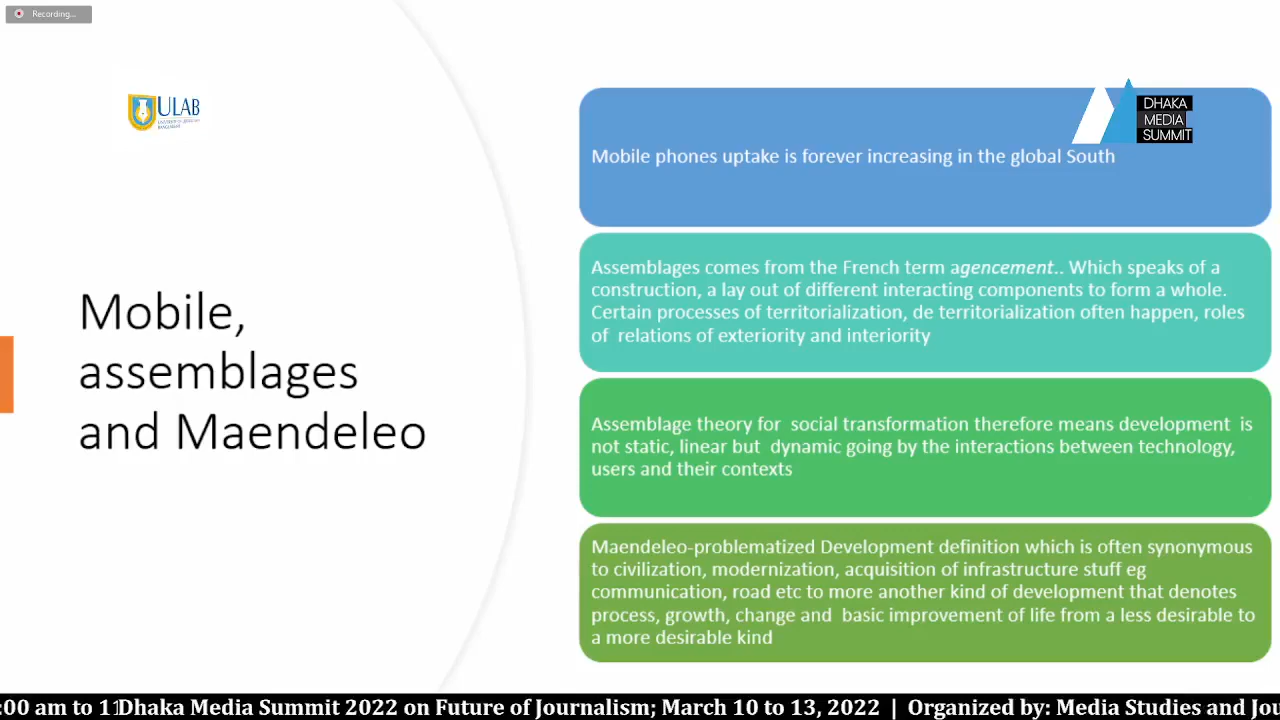 Recording...
ULAB
DHAKA
MEDIA
SUMMIT
Mobile,
assemblages
and Maendeleo
Mobile phones uptake is forever increasing in the global South
Assemblages comes from the French term agencement.. Which speaks of a
construction, a lay out of different interacting components to form a whole.
Certain processes of territorialization, de territorialization often happen, roles
of relations of exteriority and interiority
Assemblage theory for social transformation therefore means development is
not static, linear but dynamic going by the interactions between technology,
users and their contexts
Maendeleo-problematized Development definition which is often synonymous
to civilization, modernization, acquisition of infrastructure stuff eg
communication, road etc to more another kind of development that denotes
process, growth, change and basic improvement of life from a less desirable to
a more desirable kind
:00 am to 11Dhaka Media Summit 2022 on Future of Journalism; March 10 to 13, 2022 | Organized by: Media Studies and Jou